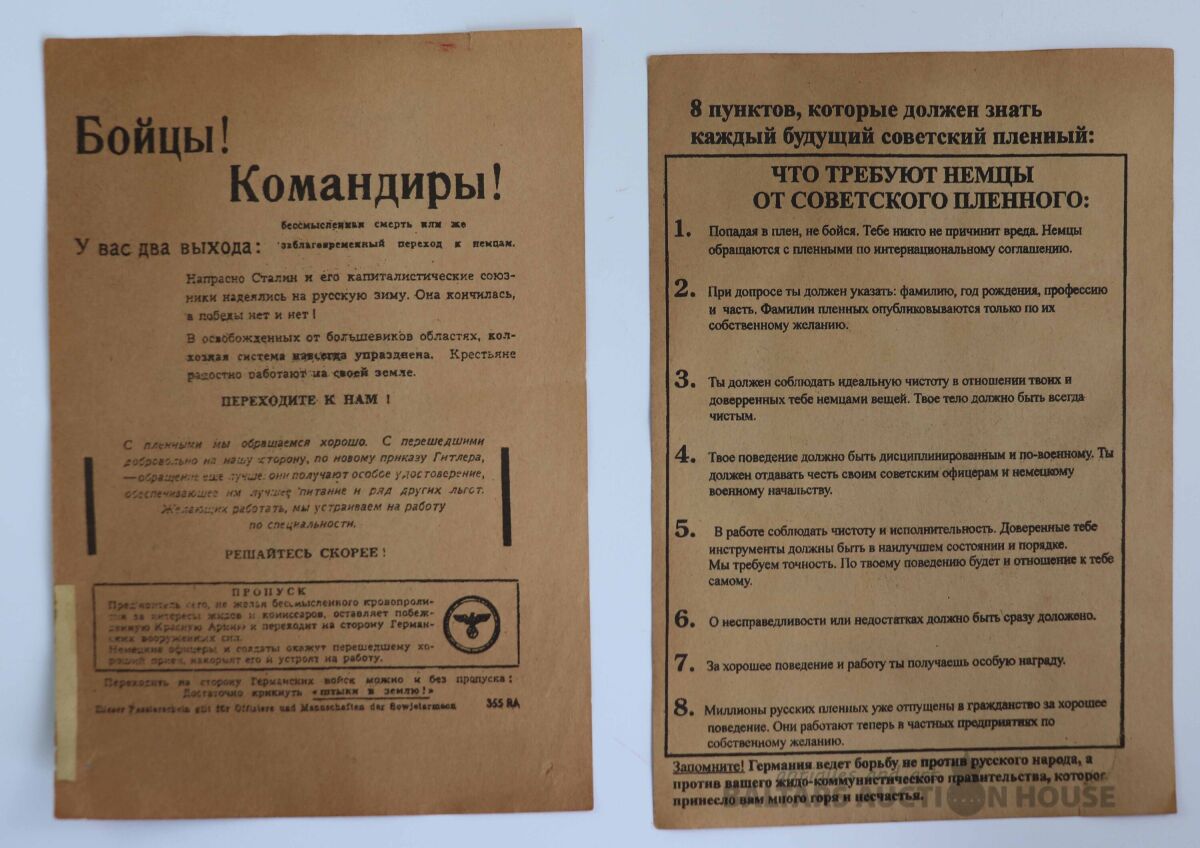 Бойцы!
Командиры!
У вас два выхода:
бессмысленная смерть или же
заблаговременный переход к немцам.
Напрасно Сталин и его капиталистические союз-
ники надеялись на русскую зиму. Она кончилась,
а победы нет и нет!
В освобожденных от большевиков областях, кол-
хозная система навсегда упразднена. Крестьяне
радостно работают на своей земле.
ПЕРЕХОДИТЕ К НАМ !
С пленными мы обращаемся хорошо. С перешедшими
добровольно на нашу сторону, по новому приказу Гитлера,
—обращение еще лучше: они получают особое удостоверение,
обеспечивающее им лучшее питание и ряд других льгот.
Желающих работать, мы устраиваем на работу
по специальности.
РЕШАЙТЕСЬ СКОРЕЕ !
ПРОПУСК
Пред'явитель сего, не желая бессмысленного кровопроли-
тия за интересы жидов и комиссаров, оставляет побеж-
денную Красную Армию и переходит на сторону Герман-
ских вооруженных сил.
Немецкие офицеры и солдаты окажут перешедшему хо-
роший прием, накормят его и устроят на работу.
Переходить на сторону Германских войск можно и без пропуска:
Достаточно крикнуть «штыки в землю!»
Dieser Passierschein gilt für Offiziere und Mannschaften der Sowjetarmee 355 RA
8 пунктов, которые должен знать
каждый будущий советский пленный:
ЧТО ТРЕБУЮТ НЕМЦЫ
ОТ СОВЕТСКОГО ПЛЕННОГО:
1. Попадая в плен, не бойся. Тебе никто не причинит вреда. Немцы
обращаются с пленными по интернациональному соглашению.
2. При допросе ты должен указать: фамилию, год рождения, профессию
и часть. Фамилии пленных опубликовываются только по их
собственному желанию.
3. Ты должен соблюдать идеальную чистоту в отношении твоих и
доверренных тебе немцами вещей. Твое тело должно быть всегда
чистым.
4. Твое поведение должно быть дисциплинированным и по-военному. Ты
должен отдавать честь своим советским офицерам и немецкому
военному начальству.
5. В работе соблюдать чистоту и исполнительность. Доверенные тебе
инструменты должны быть в наилучшем состоянии и порядке.
Мы требуем точность. По твоему поведению будет и отношение к тебе
самому.
6. О несправедливости или недостатках должно быть сразу доложено.
7. За хорошее поведение и работу ты получаешь особую награду.
8. Миллионы русских пленных уже отпущены в гражданство за хорошее
поведение. Они работают теперь в частных предприятиях по
собственному желанию.
Запомните! Германия ведет борьбу не против русского народа, а
против вашего жидо-коммунистического правительства, которог
принесло вам много горя и несчастья.
antiques and art
BALTARS AUCTION HOUSE